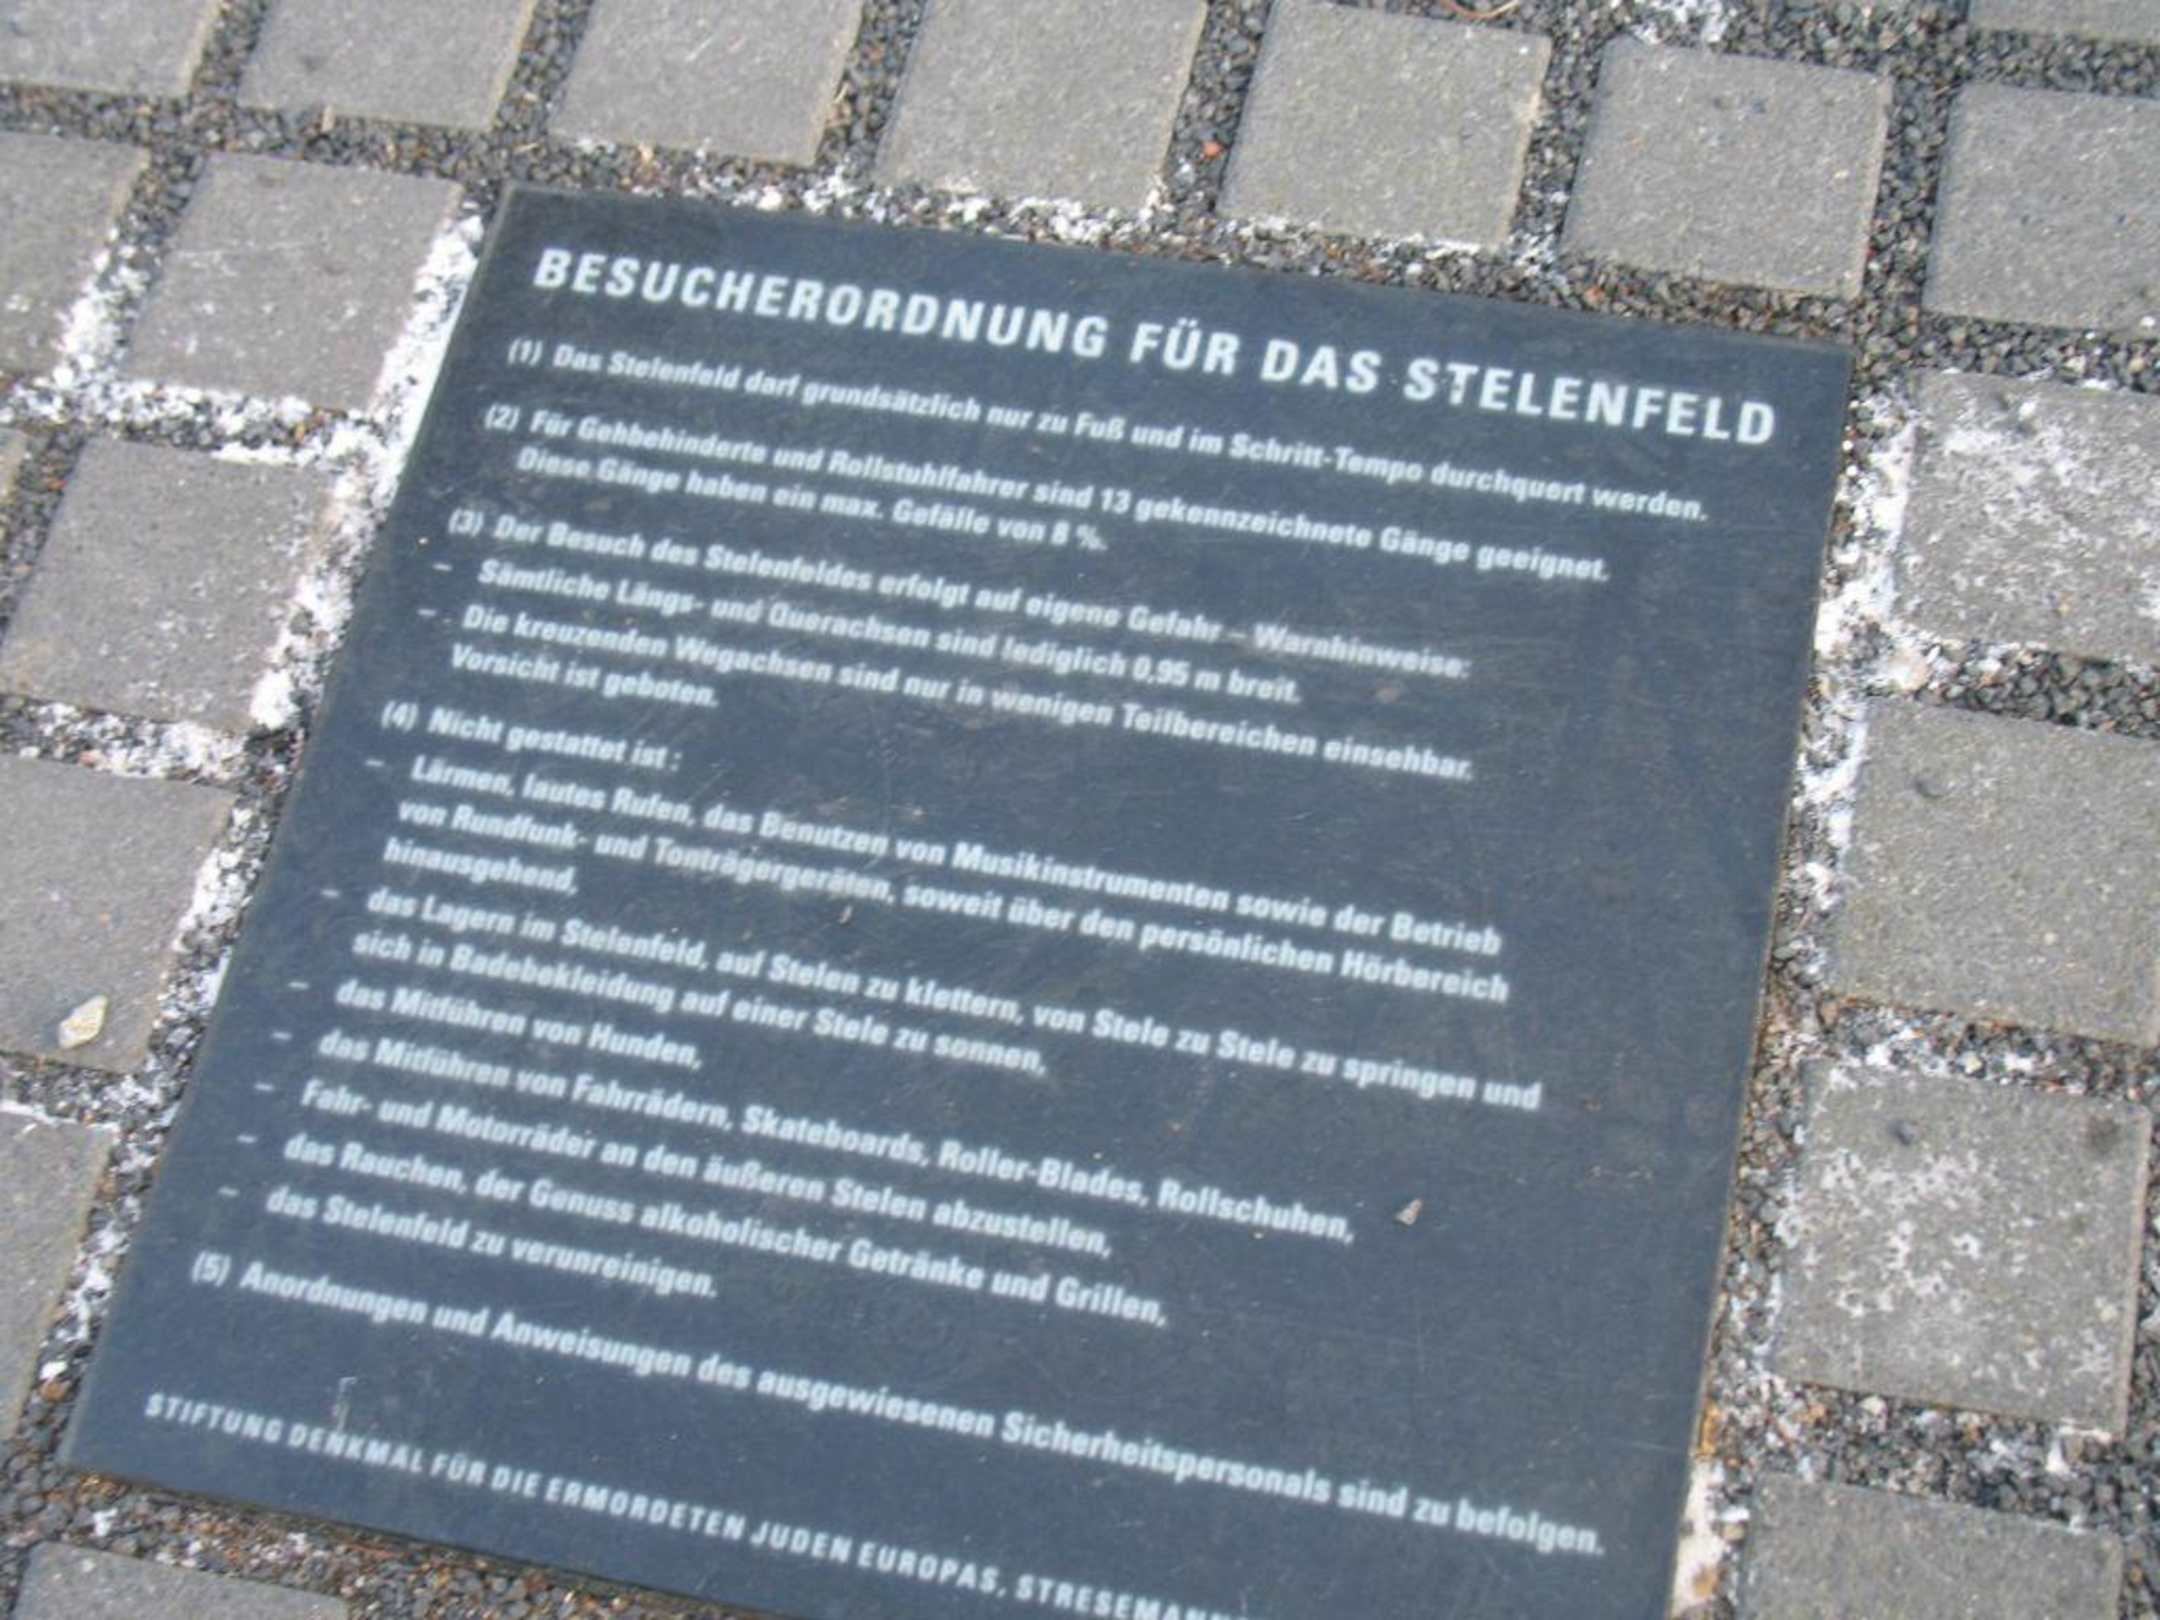 BESUCHERORDNUNG FÜR DAS STELENFELD
(1) Das Stelenfeld darf grundsätzlich nur zu Fuß und im Schritt-Tempo durchquert werden.
(2) Für Gehbehinderte und Rollstuhlfahrer sind 13 gekennzeichnete Gänge geeignet.
Diese Gänge haben ein max. Gefälle von 8 %.
(3) Der Besuch des Stelenfeldes erfolgt auf eigene Gefahr – Warnhinweise:
– Sämtliche Längs- und Querachsen sind lediglich 0,95 m breit.
– Die kreuzenden Wegachsen sind nur in wenigen Teilbereichen einsehbar.
Vorsicht ist geboten.
(4) Nicht gestattet ist :
– Lärmen, lautes Rufen, das Benutzen von Musikinstrumenten sowie der Betrieb
von Rundfunk- und Tonträgergeräten, soweit über den persönlichen Hörbereich
hinausgehend,
– das Lagern im Stelenfeld, auf Stelen zu klettern, von Stele zu Stele zu springen und
sich in Badebekleidung auf einer Stele zu sonnen,
– das Mitführen von Hunden,
– das Mitführen von Fahrrädern, Skateboards, Roller-Blades, Rollschuhen,
– Fahr- und Motorräder an den äußeren Stelen abzustellen,
– das Rauchen, der Genuss alkoholischer Getränke und Grillen,
– das Stelenfeld zu verunreinigen.
(5) Anordnungen und Anweisungen des ausgewiesenen Sicherheitspersonals sind zu befolgen.
STIFTUNG DENKMAL FÜR DIE ERMORDETEN JUDEN EUROPAS,